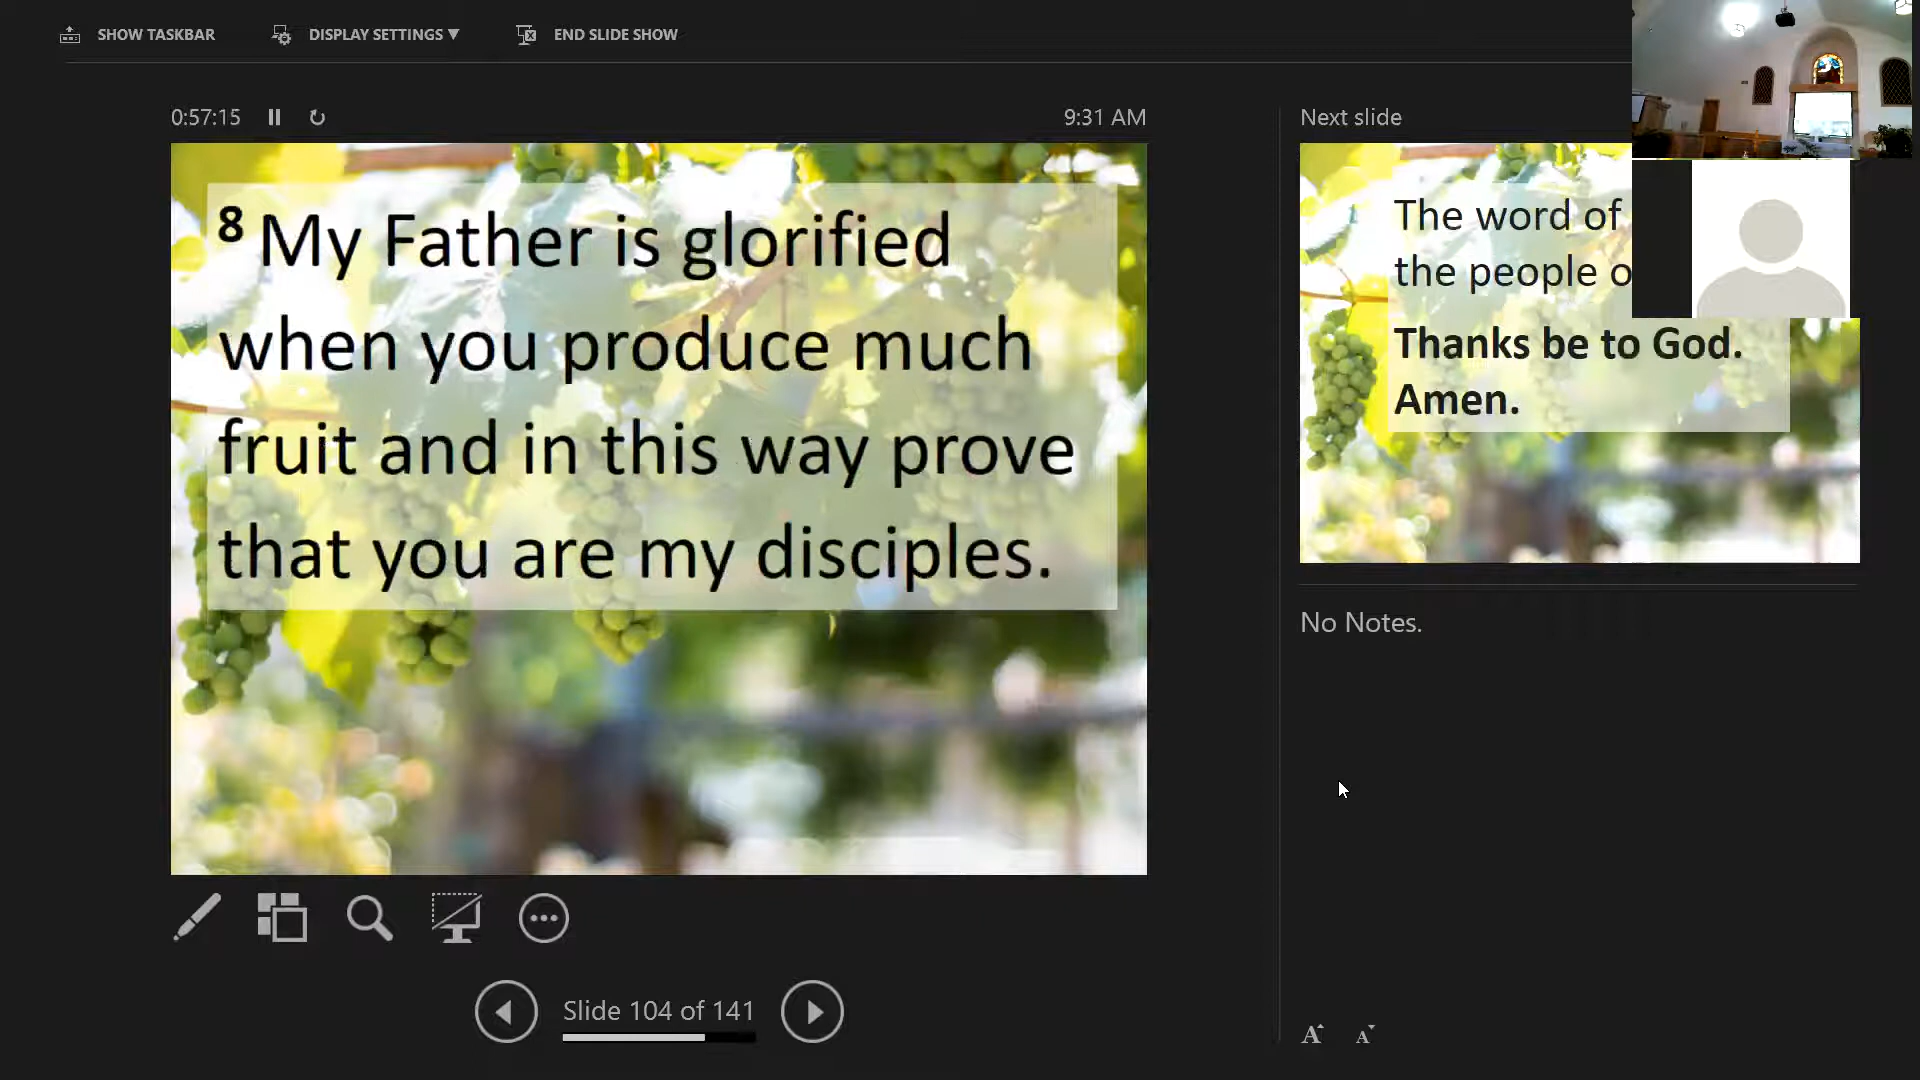 SHOW TASKBAR
DISPLAY SETTINGS ▼
END SLIDE SHOW
0:57:15
9:31 AM
8 My Father is glorified
when you produce much
fruit and in this way prove
that you are my disciples.
Slide 104 of 141
Next slide
The word of
the people
Thanks be to God.
Amen.
No Notes.
A
A